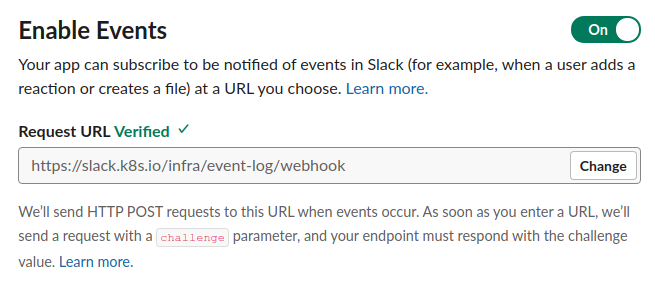 Enable Events
On
Your app can subscribe to be notified of events in Slack (for example, when a user adds a
reaction or creates a file) at a URL you choose. Learn more.
Request URL Verified ✓
https://slack.k8s.io/infra/event-log/webhook
Change
We’ll send HTTP POST requests to this URL when events occur. As soon as you enter a URL, we’ll
send a request with a challenge parameter, and your endpoint must respond with the challenge
value. Learn more.